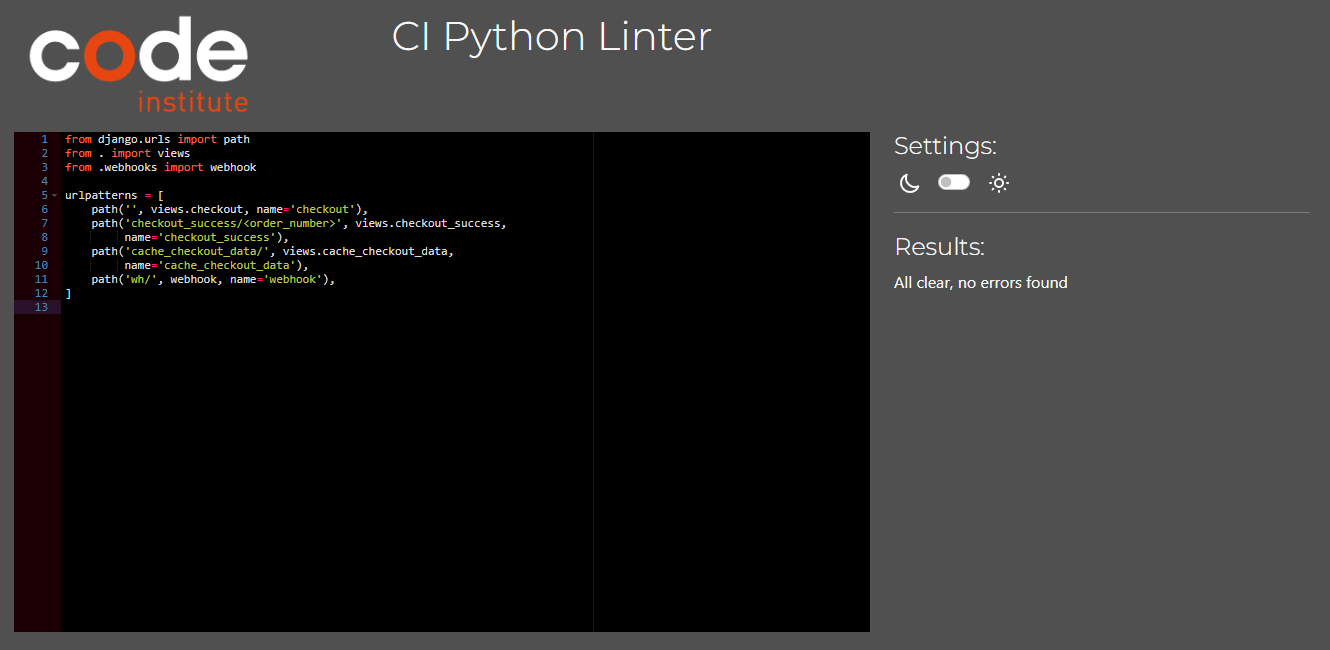 code
institute
CI Python Linter
1 from django.urls import path
2 from . import views
3 from .webhooks import webhook
4
5 urlpatterns = [
6     path('', views.checkout, name='checkout'),
7     path('checkout_success/<order_number>', views.checkout_success,
8          name='checkout_success'),
9     path('cache_checkout_data/', views.cache_checkout_data,
10          name='cache_checkout_data'),
11     path('wh/', webhook, name='webhook'),
12 ]
13
Settings:
Results:
All clear, no errors found